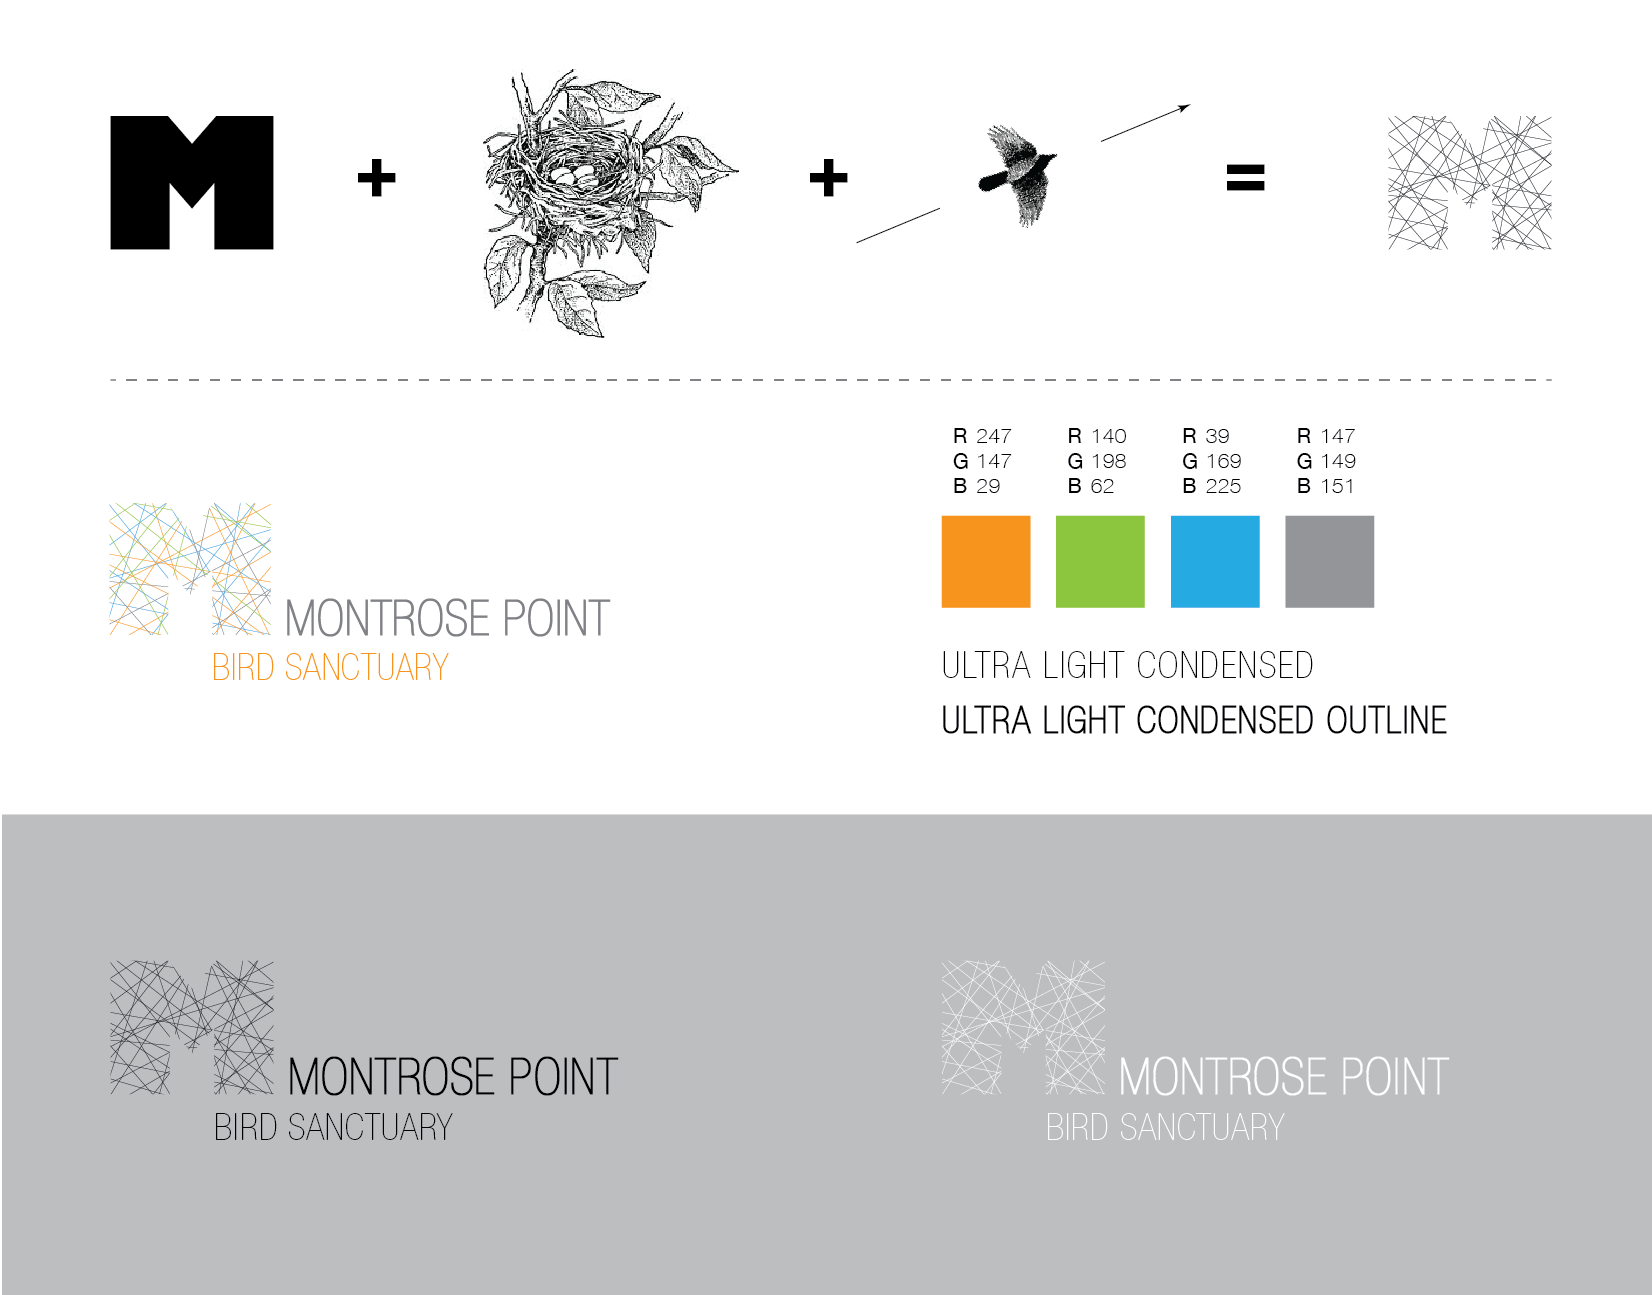 M + + = M
R 247 R 140 R 39 R 147
G 147 G 198 G 169 G 149
B 29 B 62 B 225 B 151
M MONTROSE POINT
BIRD SANCTUARY
ULTRA LIGHT CONDENSED
ULTRA LIGHT CONDENSED OUTLINE
M MONTROSE POINT
BIRD SANCTUARY
M MONTROSE POINT
BIRD SANCTUARY